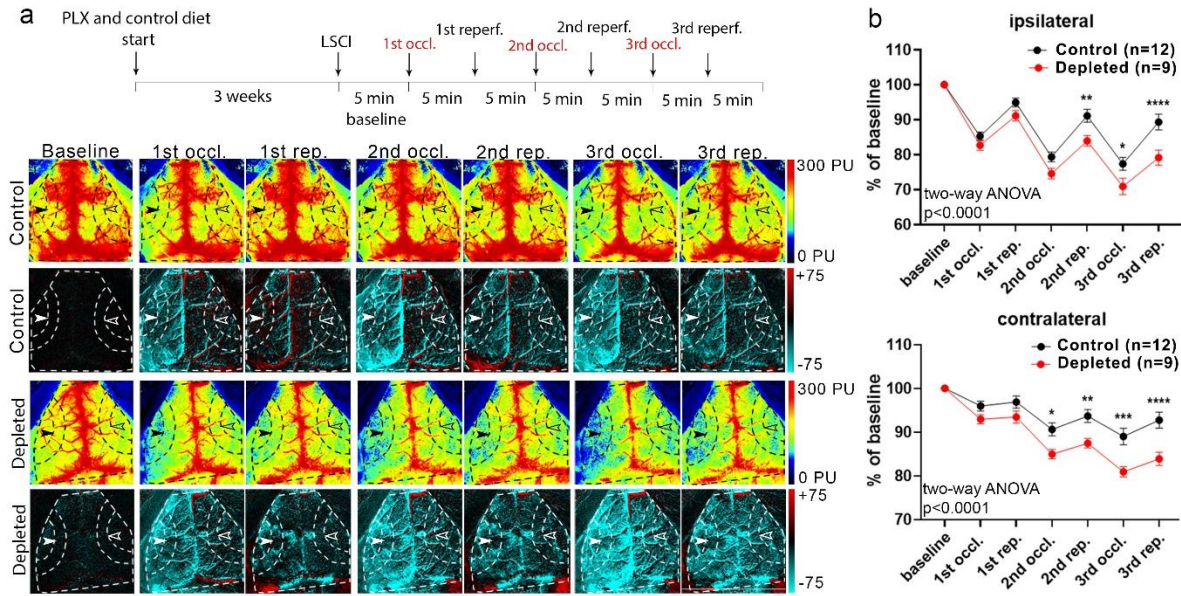 a
PLX and control diet
start
LSCI
1st occl.
1st reperf.
2nd occl.
2nd reperf.
3rd occl.
3rd reperf.
3 weeks
5 min
5 min
5 min
5 min
5 min
5 min
5 min
baseline
Baseline
1st occl.
1st rep.
2nd occl.
2nd rep.
3rd occl.
3rd rep.
Control
300 PU
0 PU
Control
+75
-75
Depleted
300 PU
0 PU
Depleted
+75
-75
b
ipsilateral
Control (n=12)
Depleted (n=9)
% of baseline
110
100
90
80
70
60
**
*
****
two-way ANOVA
p<0.0001
baseline
1st occl.
1st rep.
2nd occl.
2nd rep.
3rd occl.
3rd rep.
contralateral
Control (n=12)
Depleted (n=9)
% of baseline
110
100
90
80
70
*
**
***
****
two-way ANOVA
p<0.0001
baseline
1st occl.
1st rep.
2nd occl.
2nd rep.
3rd occl.
3rd rep.